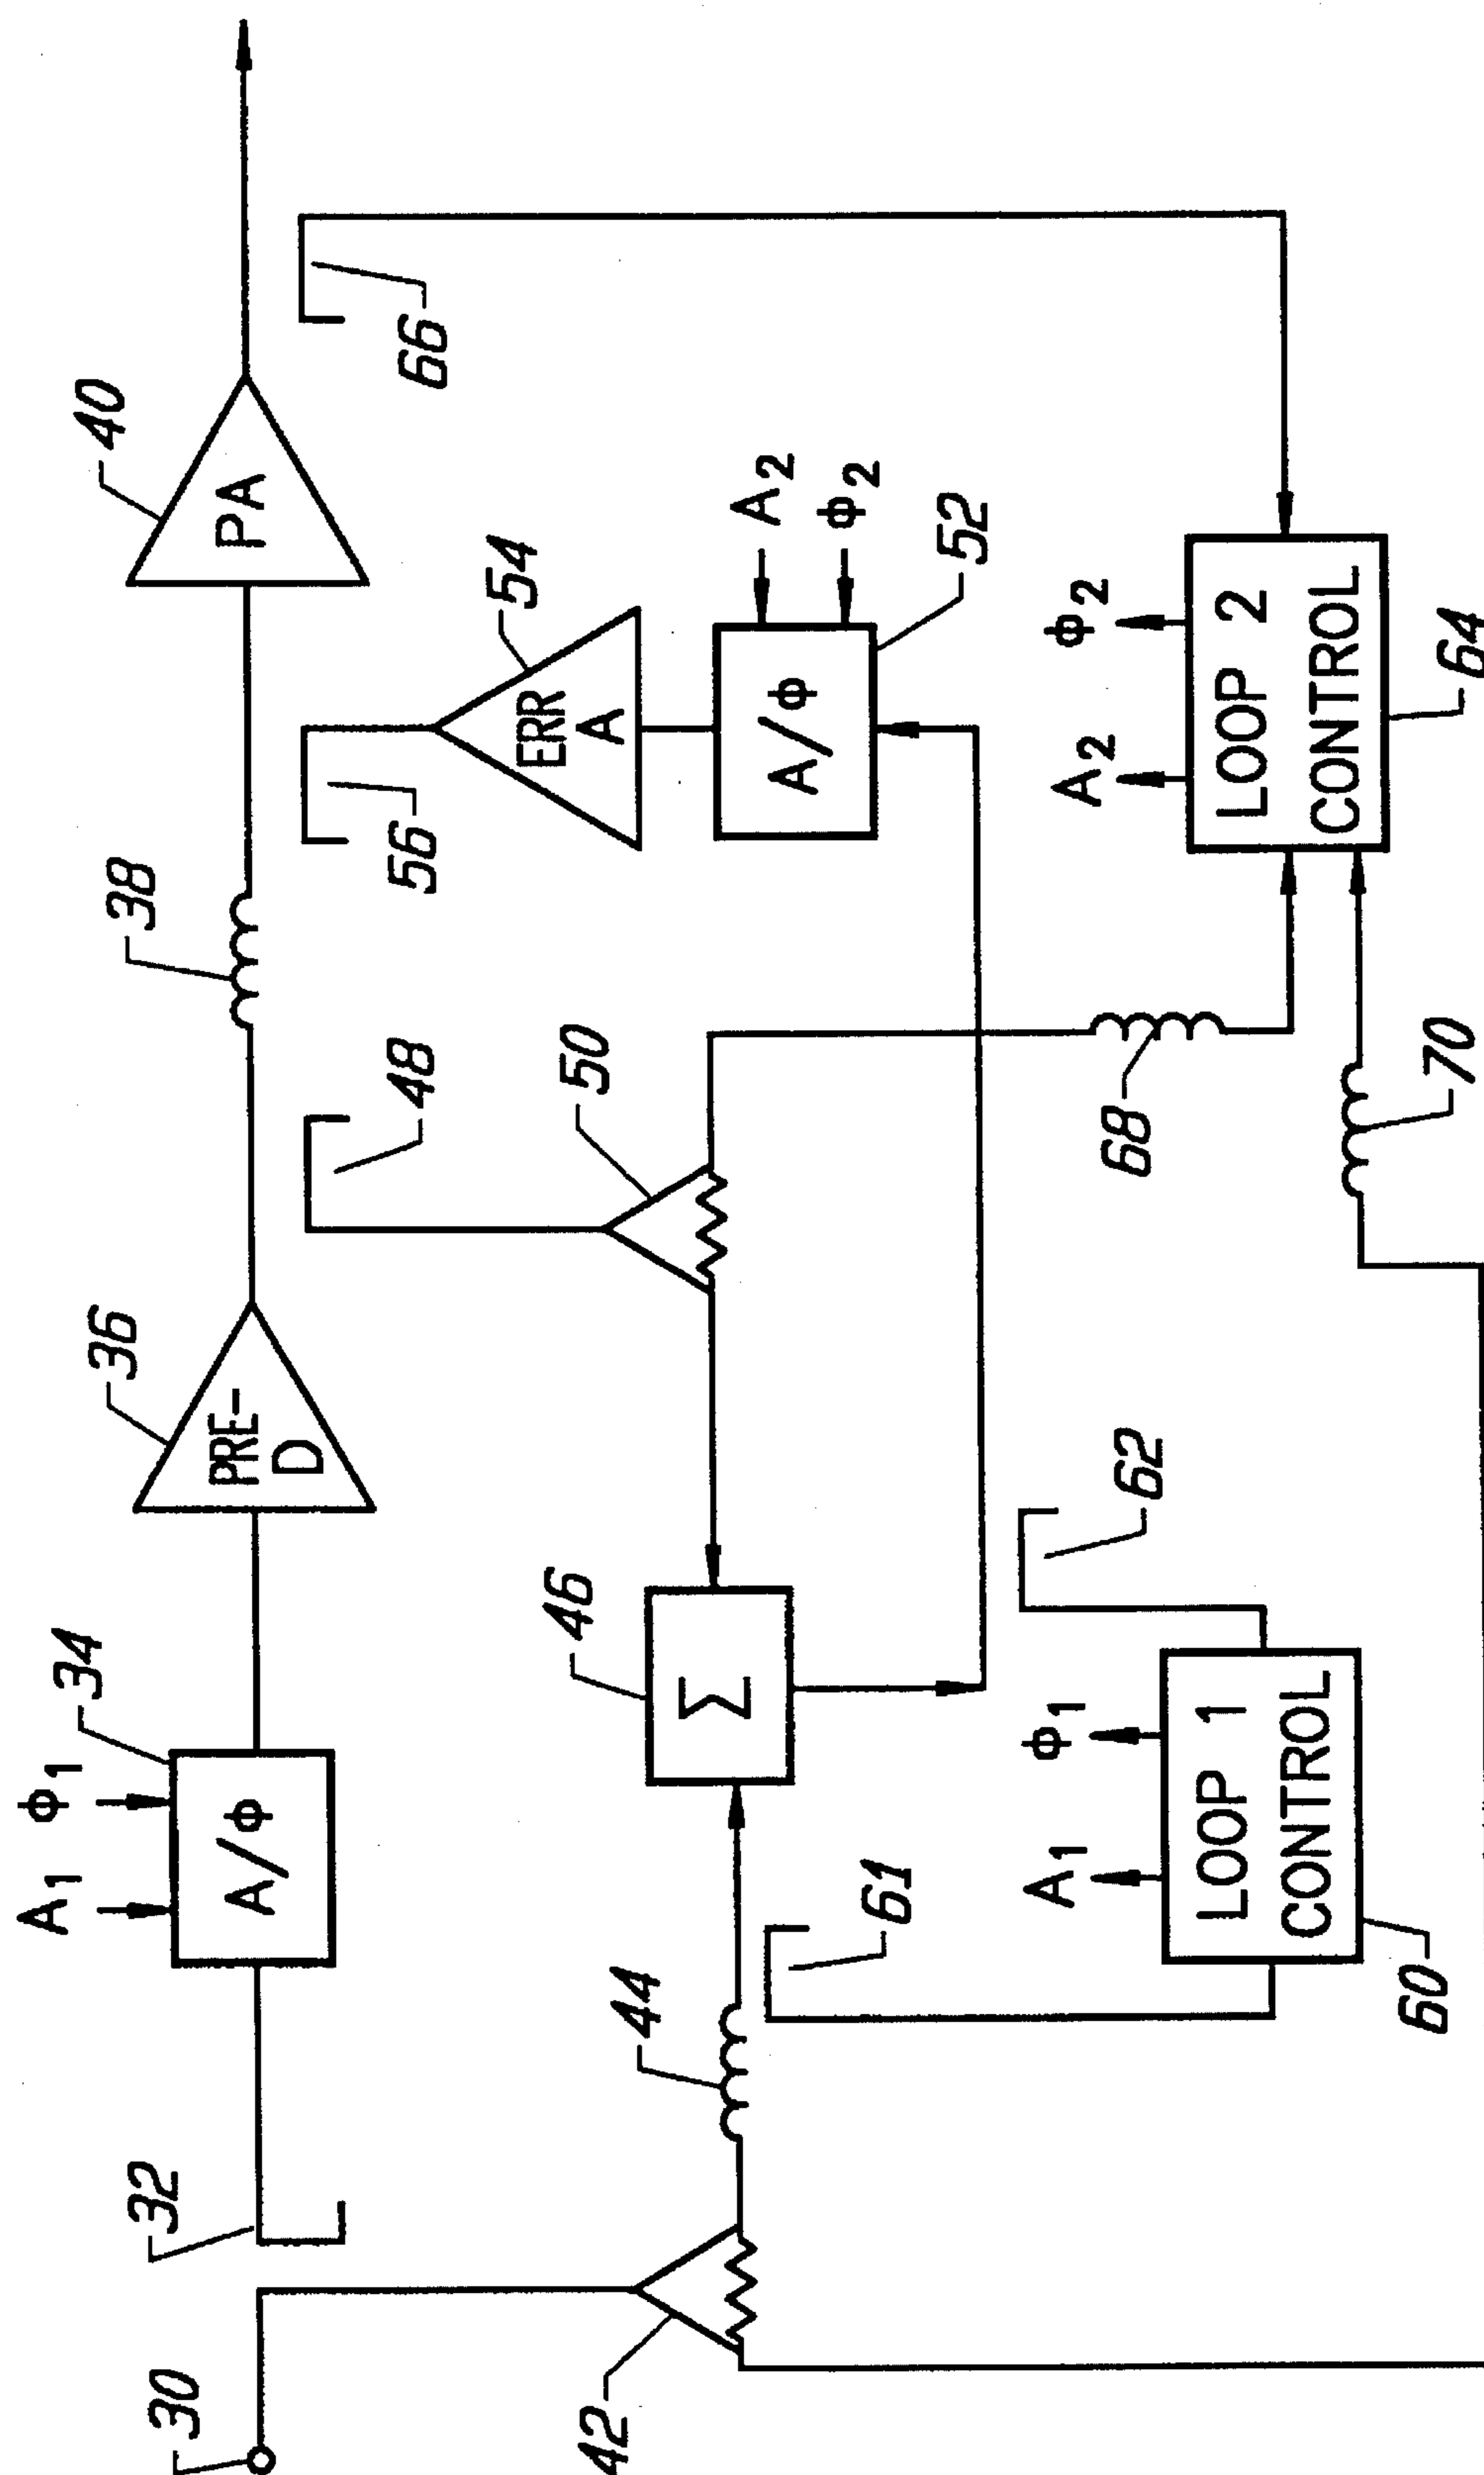 30
32
A1
Φ1
34
A/Φ
36
PRE-
D
38
40
PA
66
48
56
54
ERR
A
A2
Φ2
52
A/Φ
50
46
Σ
42
44
61
62
68
A1
Φ1
LOOP 1
CONTROL
60
A2
Φ2
LOOP 2
CONTROL
64
70